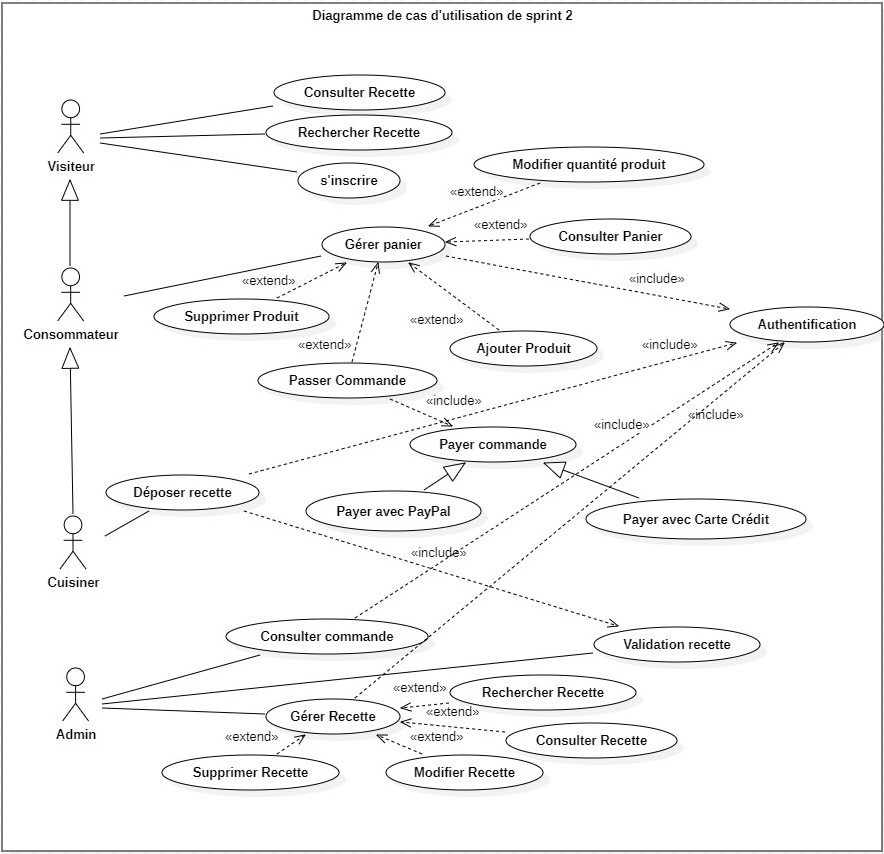 Diagramme de cas d'utilisation de sprint 2
Consulter Recette
Rechercher Recette
Visiteur
s'inscrire
Modifier quantité produit
«extend»
«extend»
Consulter Panier
Gérer panier
«extend»
«include»
Supprimer Produit
Consommateur
«extend»
Authentification
«extend»
Ajouter Produit
«include»
Passer Commande
«include»
«include»
«include»
Payer commande
Déposer recette
Payer avec PayPal
Payer avec Carte Crédit
«include»
Cuisiner
Consulter commande
Validation recette
Admin
«extend»
Rechercher Recette
Gérer Recette
«extend»
«extend»
«extend»
Consulter Recette
Supprimer Recette
Modifier Recette